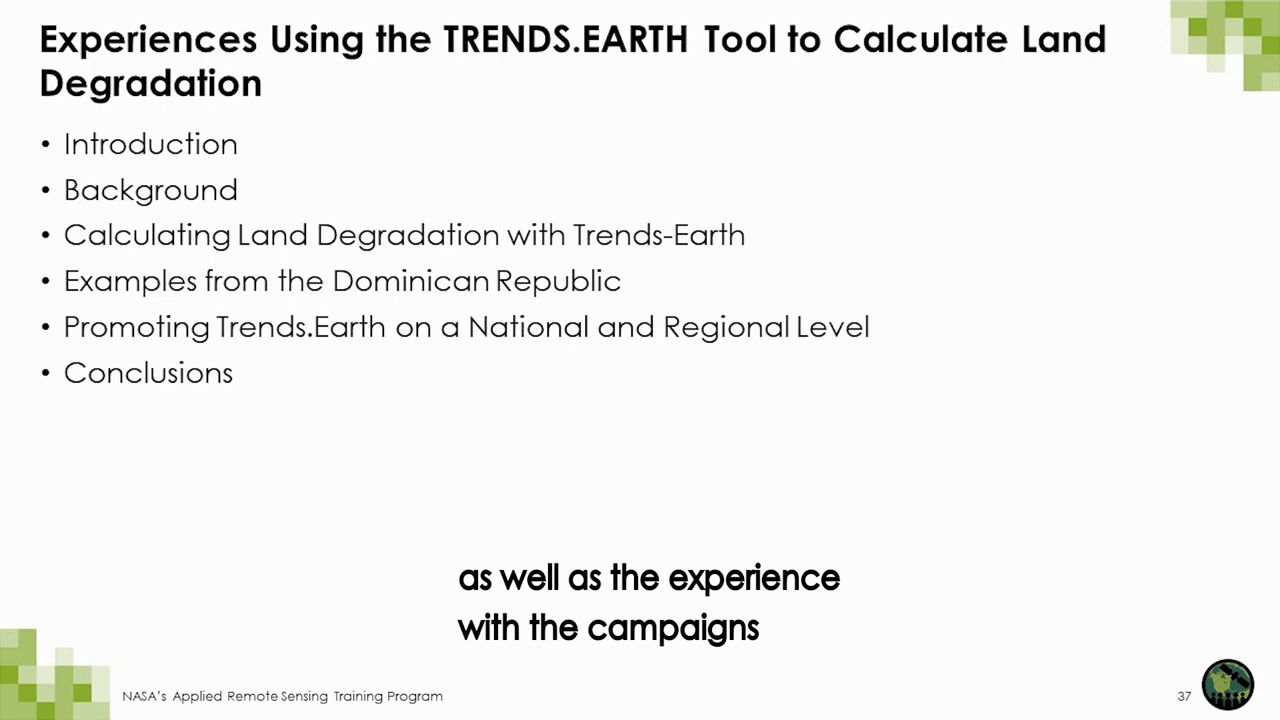 Experiences Using the TRENDS.EARTH Tool to Calculate Land
Degradation
• Introduction
• Background
• Calculating Land Degradation with Trends-Earth
• Examples from the Dominican Republic
• Promoting Trends.Earth on a National and Regional Level
• Conclusions
as well as the experience
with the campaigns
NASA's Applied Remote Sensing Training Program
37